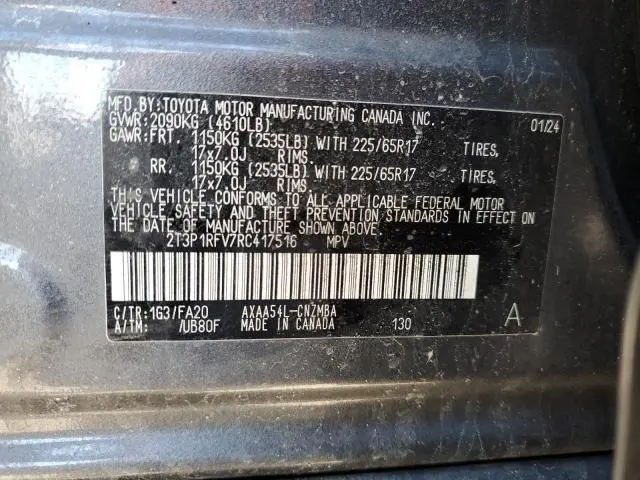 MFD. BY: TOYOTA MOTOR MANUFACTURING CANADA INC.
GVWR: 2090KG (4610LB) 01/24
GAWR: FRT. 1150KG (2535LB) WITH 225/65R17 TIRES,
17x7.0J RIMS.
RR. 1150KG (2535LB) WITH 225/65R17 TIRES,
17x7.0J RIMS.
THIS VEHICLE CONFORMS TO ALL APPLICABLE FEDERAL MOTOR
VEHICLE SAFETY AND THEFT PREVENTION STANDARDS IN EFFECT ON
THE DATE OF MANUFACTURE SHOWN ABOVE.
2T3P1RFV7RC417516 MPV
C/TR: 1G3/FA20 AXAA54L-CNZMBA A
A/TM: /UB80F MADE IN CANADA 130